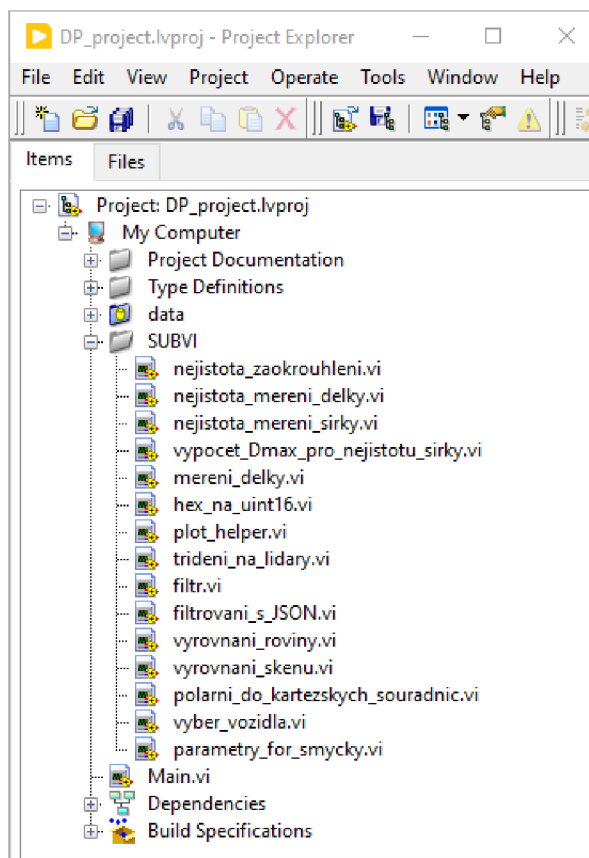 DP_project.lvproj - Project Explorer
File Edit View Project Operate Tools Window Help
Items Files
Project: DP_project.lvproj
My Computer
Project Documentation
Type Definitions
data
SUBVI
nejistota_zaokrouhleni.vi
nejistota_mereni_delky.vi
nejistota_mereni_sirky.vi
vypocet_Dmax_pro_nejistotu_sirky.vi
mereni_delky.vi
hex_na_uint16.vi
plot_helper.vi
trideni_na_lidary.vi
filtr.vi
filtrovani_s_JSON.vi
vyrovnani_roviny.vi
vyrovnani_skenu.vi
polarni_do_kartezskych_souradnic.vi
vyber_vozidla.vi
parametry_for_smycky.vi
Main.vi
Dependencies
Build Specifications